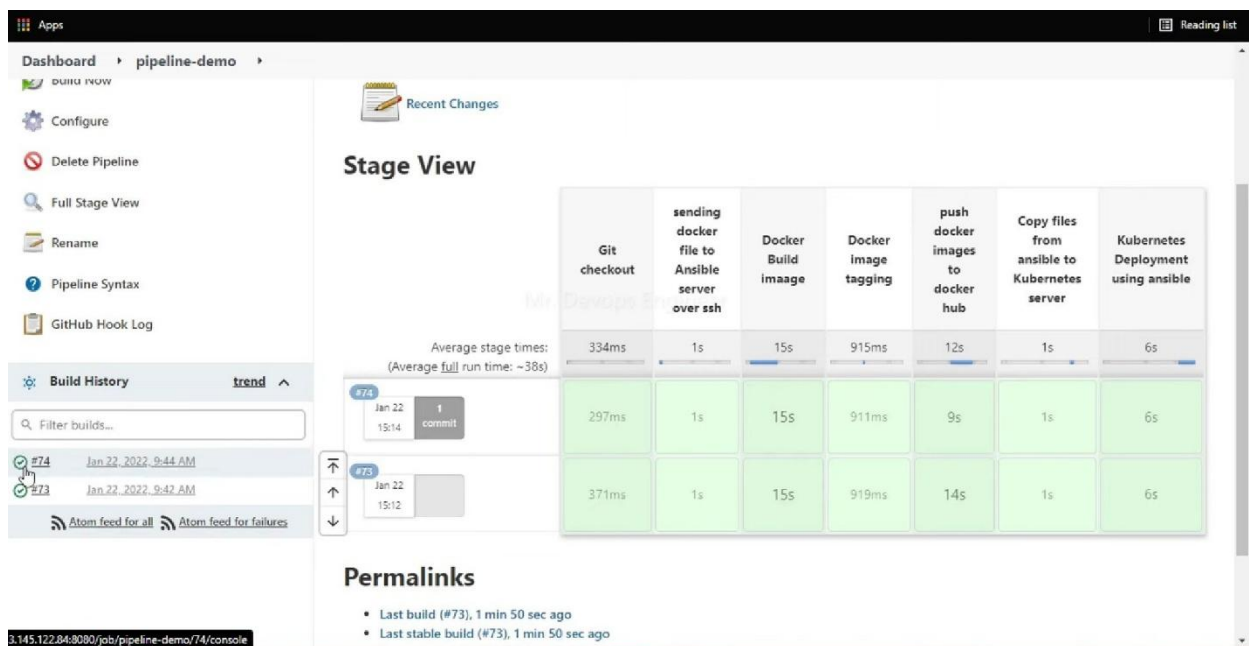 Apps
Reading list
Dashboard
pipeline-demo
Build Now
Configure
Delete Pipeline
Full Stage View
Rename
Pipeline Syntax
GitHub Hook Log
Build History
trend
Filter builds...
#74
Jan 22, 2022, 9:44 AM
#73
Jan 22, 2022, 9:42 AM
Atom feed for all
Atom feed for failures
3.145.122.84:8080/job/pipeline-demo/74/console
Recent Changes
Stage View
Git
checkout
sending
docker
file to
Ansible
server
over ssh
Docker
Build
imaage
Docker
image
tagging
push
docker
images
to
docker
hub
Copy files
from
ansible to
Kubernetes
server
Kubernetes
Deployment
using ansible
Mr. Devops
Average stage times:
(Average full run time: ~38s)
334ms
1s
15s
915ms
12s
1s
6s
#74
Jan 22
15:14
1
commit
297ms
1s
15s
911ms
9s
1s
6s
#73
Jan 22
15:12
371ms
1s
15s
919ms
14s
1s
6s
Permalinks
Last build (#73), 1 min 50 sec ago
Last stable build (#73), 1 min 50 sec ago